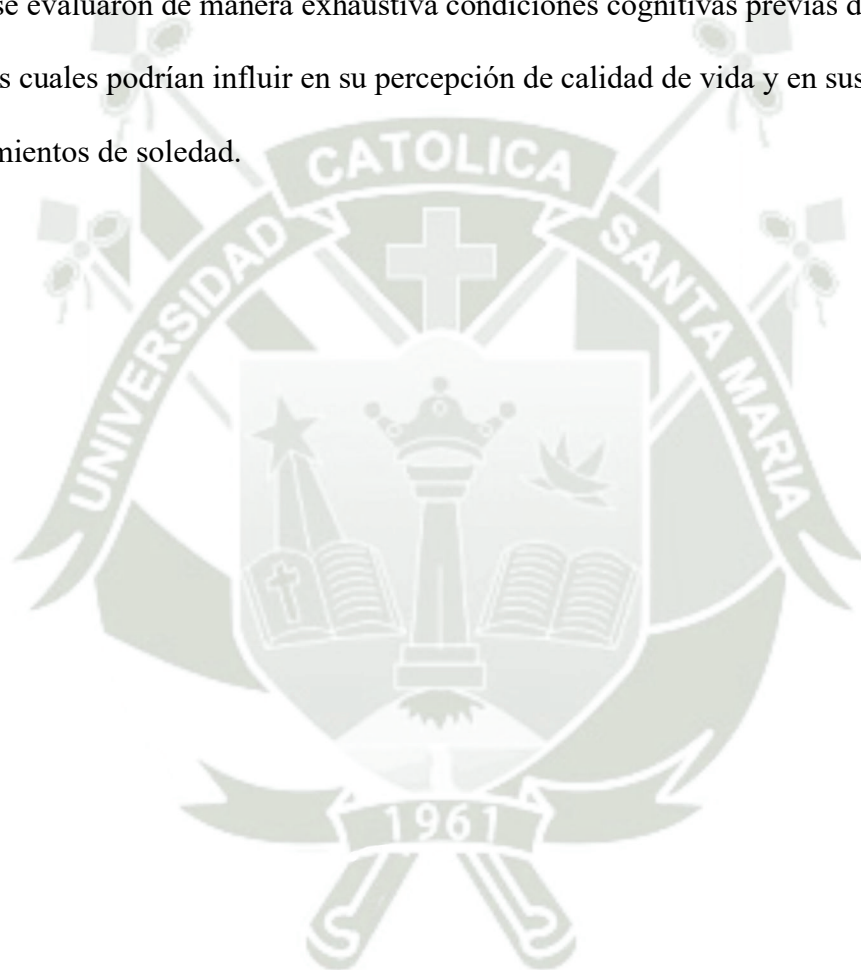 se evaluaron de manera exhaustiva condiciones cognitivas previas d
s cuales podrían influir en su percepción de calidad de vida y en sus
mientos de soledad.
CATOLICA
UNIVERSIDAD
SANTA MARIA
1961